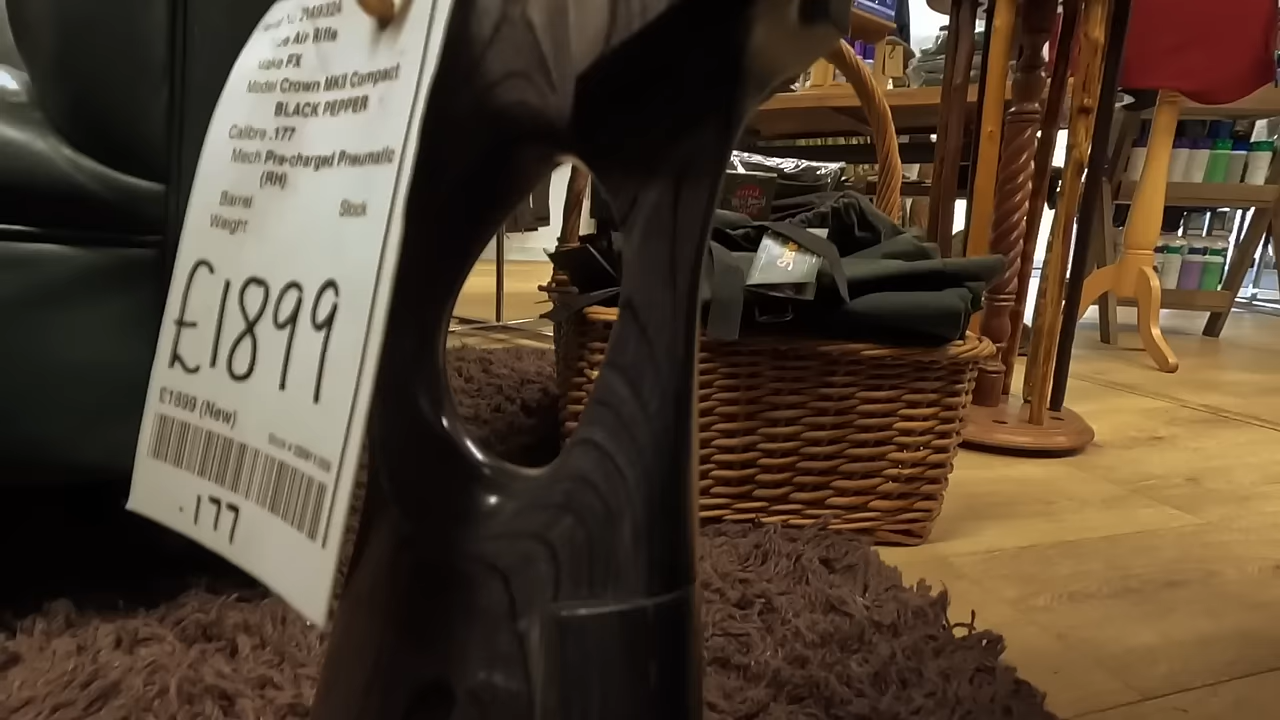 2149324
Air Rifle
Make FX
Model Crown MKII Compact
BLACK PEPPER
Calibre .177
Mech Pre-charged Pneumatic
(RH)
Barrel
Stock
Weight
£1899
£1899 (New)
.177